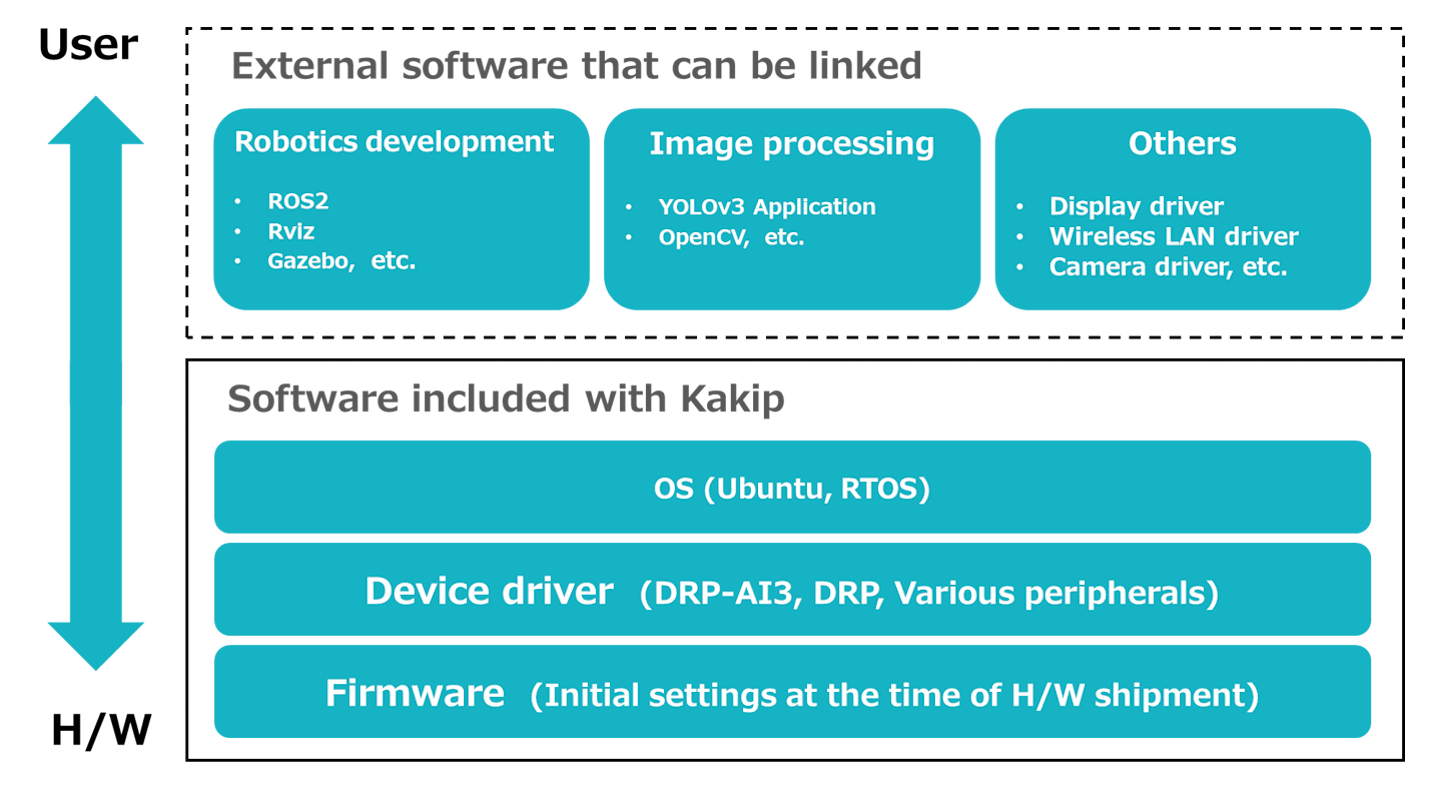 User
External software that can be linked
Robotics development
• ROS2
• Rviz
• Gazebo, etc.
Image processing
• YOLOv3 Application
• OpenCV, etc.
Others
• Display driver
• Wireless LAN driver
• Camera driver, etc.
Software included with Kakip
OS (Ubuntu, RTOS)
Device driver (DRP-AI3, DRP, Various peripherals)
Firmware (Initial settings at the time of H/W shipment)
H/W